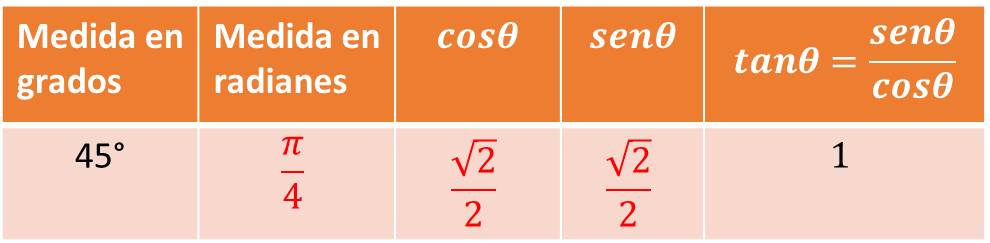 Medida en grados | Medida en radianes | cosθ | senθ | tanθ = senθ/cosθ
45° | π/4 | √2/2 | √2/2 | 1